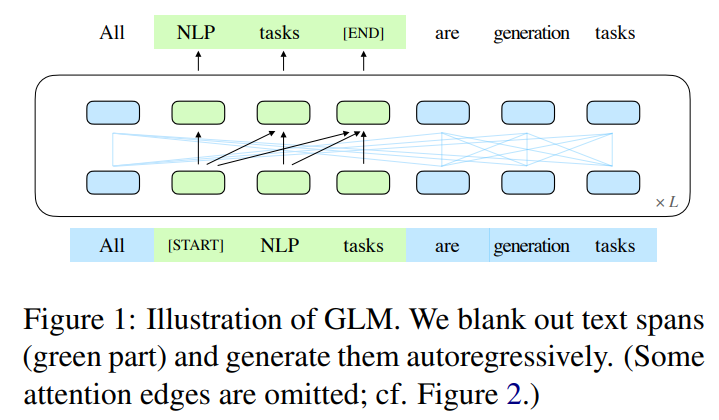 All NLP tasks [END] are generation tasks
× L
All [START] NLP tasks are generation tasks
Figure 1: Illustration of GLM. We blank out text spans
(green part) and generate them autoregressively. (Some
attention edges are omitted; cf. Figure 2.)